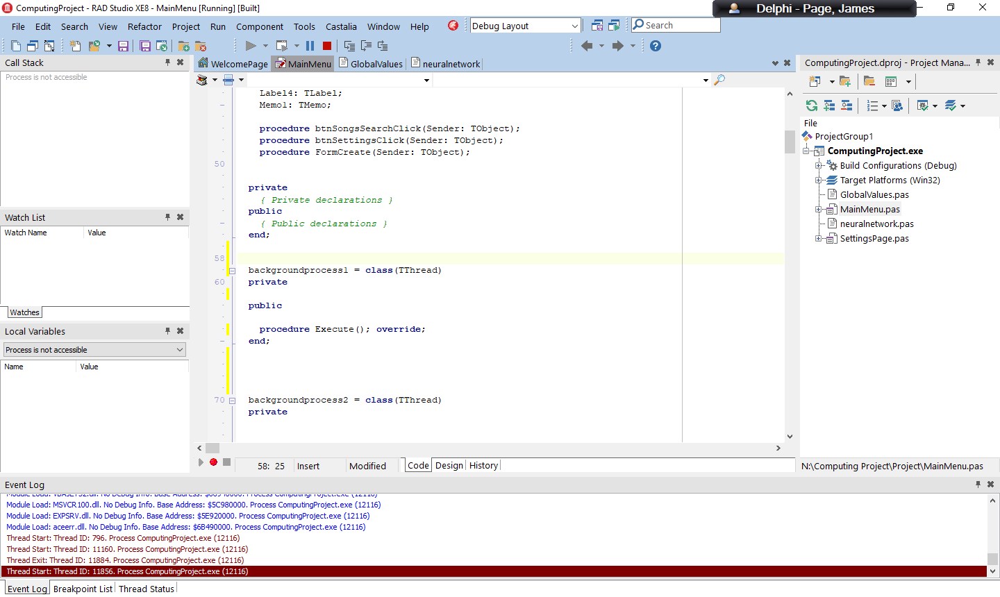 ComputingProject - RAD Studio XE8 - MainMenu [Running] [Built]
Delphi - Page, James
File Edit Search View Refactor Project Run Component Tools Castalia Window Help
Debug Layout
Search
Call Stack
Process is not accessible
WelcomePage MainMenu GlobalValues neuralnetwork
Label4: TLabel;
Memo1: TMemo;
procedure btnSongsSearchClick(Sender: TObject);
procedure btnSettingsClick(Sender: TObject);
procedure FormCreate(Sender: TObject);
50
private
{ Private declarations }
public
{ Public declarations }
end;
58
backgroundprocess1 = class(TThread)
60 private
public
procedure Execute(); override;
end;
70 backgroundprocess2 = class(TThread)
private
58: 25 Insert Modified Code Design History
Watch List
Watch Name Value
Watches
Local Variables
Process is not accessible
Name Value
ComputingProject.dproj - Project Mana...
File
ProjectGroup1
ComputingProject.exe
Build Configurations (Debug)
Target Platforms (Win32)
GlobalValues.pas
MainMenu.pas
neuralnetwork.pas
SettingsPage.pas
N:\Computing Project\Project\MainMenu.pas
Event Log
Module Load: MSVCR100.dll. No Debug Info. Base Address: $5C980000. Process ComputingProject.exe (12116)
Module Load: EXPSRV.dll. No Debug Info. Base Address: $5E920000. Process ComputingProject.exe (12116)
Module Load: aceerr.dll. No Debug Info. Base Address: $6B490000. Process ComputingProject.exe (12116)
Thread Start: Thread ID: 796. Process ComputingProject.exe (12116)
Thread Start: Thread ID: 11160. Process ComputingProject.exe (12116)
Thread Exit: Thread ID: 11884. Process ComputingProject.exe (12116)
Thread Start: Thread ID: 11856. Process ComputingProject.exe (12116)
Event Log Breakpoint List Thread Status